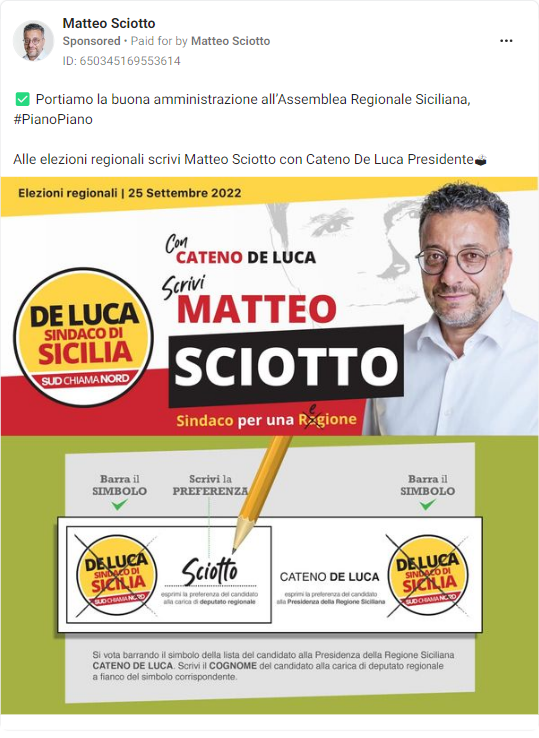 Matteo Sciotto
Sponsored • Paid for by Matteo Sciotto
ID: 650345169553614
✅ Portiamo la buona amministrazione all'Assemblea Regionale Siciliana,
#PianoPiano
Alle elezioni regionali scrivi Matteo Sciotto con Cateno De Luca Presidente🗳
Elezioni regionali | 25 Settembre 2022
Con
CATENO DE LUCA
Scrivi
MATTEO
SCIOTTO
Sindaco per una Regione
DE LUCA
SINDACO DI
SICILIA
SUD CHIAMA NORD
Barra il
SIMBOLO
Scrivi la
PREFERENZA
Barra il
SIMBOLO
DE LUCA
SINDACO DI
SICILIA
SUD CHIAMA NORD
Sciotto
esprimi la preferenza del candidato
alla carica di deputato regionale
CATENO DE LUCA
esprimi la preferenza del candidato
alla Presidenza della Regione Siciliana
DE LUCA
SINDACO DI
SICILIA
SUD CHIAMA NORD
Si vota barrando il simbolo della lista del candidato alla Presidenza della Regione Siciliana
CATENO DE LUCA. Scrivi il COGNOME del candidato alla carica di deputato regionale
a fianco del simbolo corrispondente.